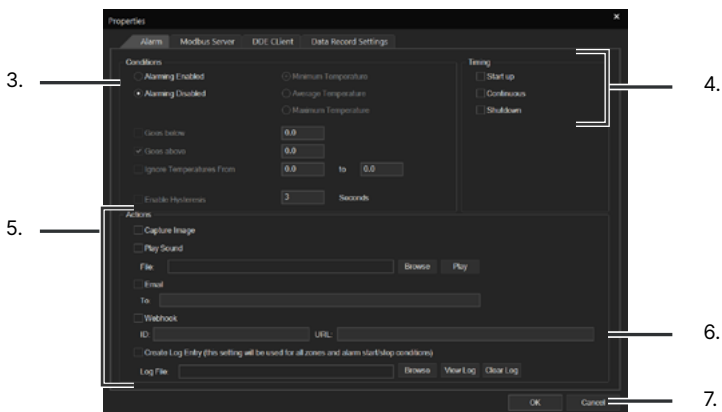 Properties ×
Alarm Modbus Server DDE Client Data Record Settings
Conditions Timing
3. Alarming Enabled Minimum Temperature Start up 4.
Alarming Disabled Average Temperature Continuous
Maximum Temperature Shutdown
Goes below 0.0
Goes above 0.0
Ignore Temperatures From 0.0 to 0.0
Enable Hysteresis 3 Seconds
Actions
5. Capture Image
Play Sound
File: Browse Play
Email
To:
Webhook
ID: URL: 6.
Create Log Entry (this setting will be used for all zones and alarm start/stop conditions)
Log File: Browse View Log Clear Log
OK Cancel 7.